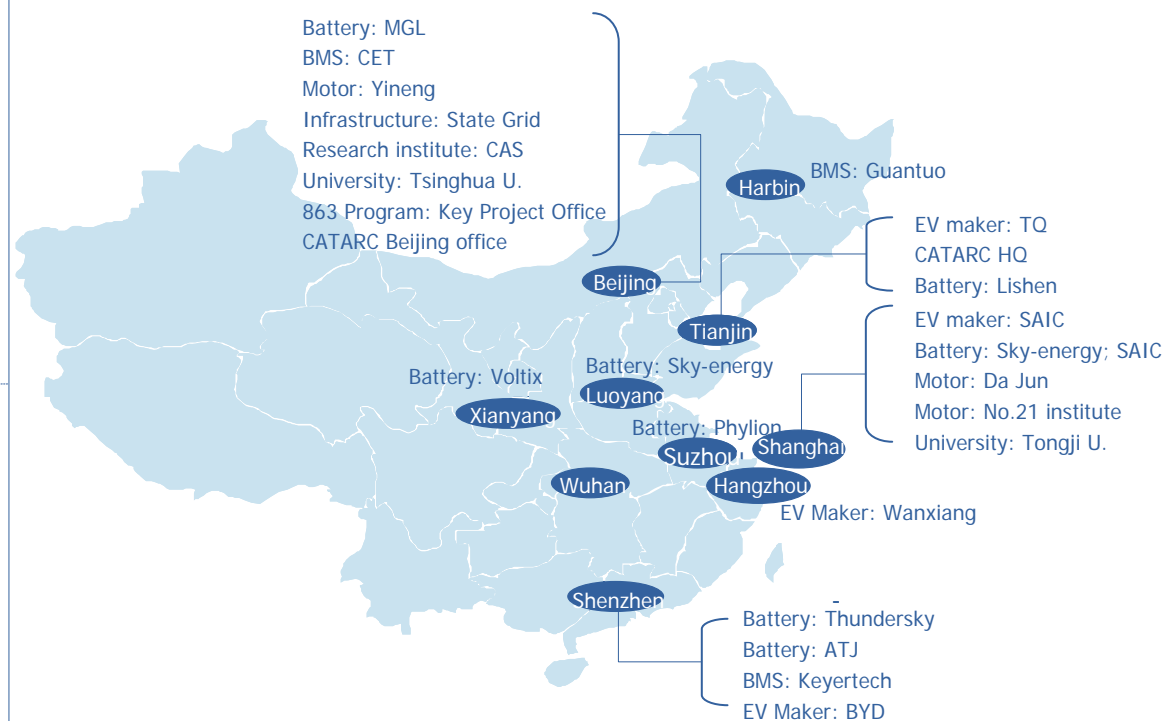 Battery: MGL
BMS: CET
Motor: Yineng
Infrastructure: State Grid
Research institute: CAS
University: Tsinghua U.
863 Program: Key Project Office
CATARC Beijing office
Harbin
BMS: Guantuo
EV maker: TQ
CATARC HQ
Battery: Lishen
Beijing
Tianjin
EV maker: SAIC
Battery: Sky-energy; SAIC
Motor: Da Jun
Motor: No.21 institute
University: Tongji U.
Battery: Voltix
Xianyang
Battery: Sky-energy
Luoyang
Battery: Phylion
Suzhou
Shanghai
Wuhan
Hangzhou
EV Maker: Wanxiang
Shenzhen
Battery: Thundersky
Battery: ATJ
BMS: Keyertech
EV Maker: BYD